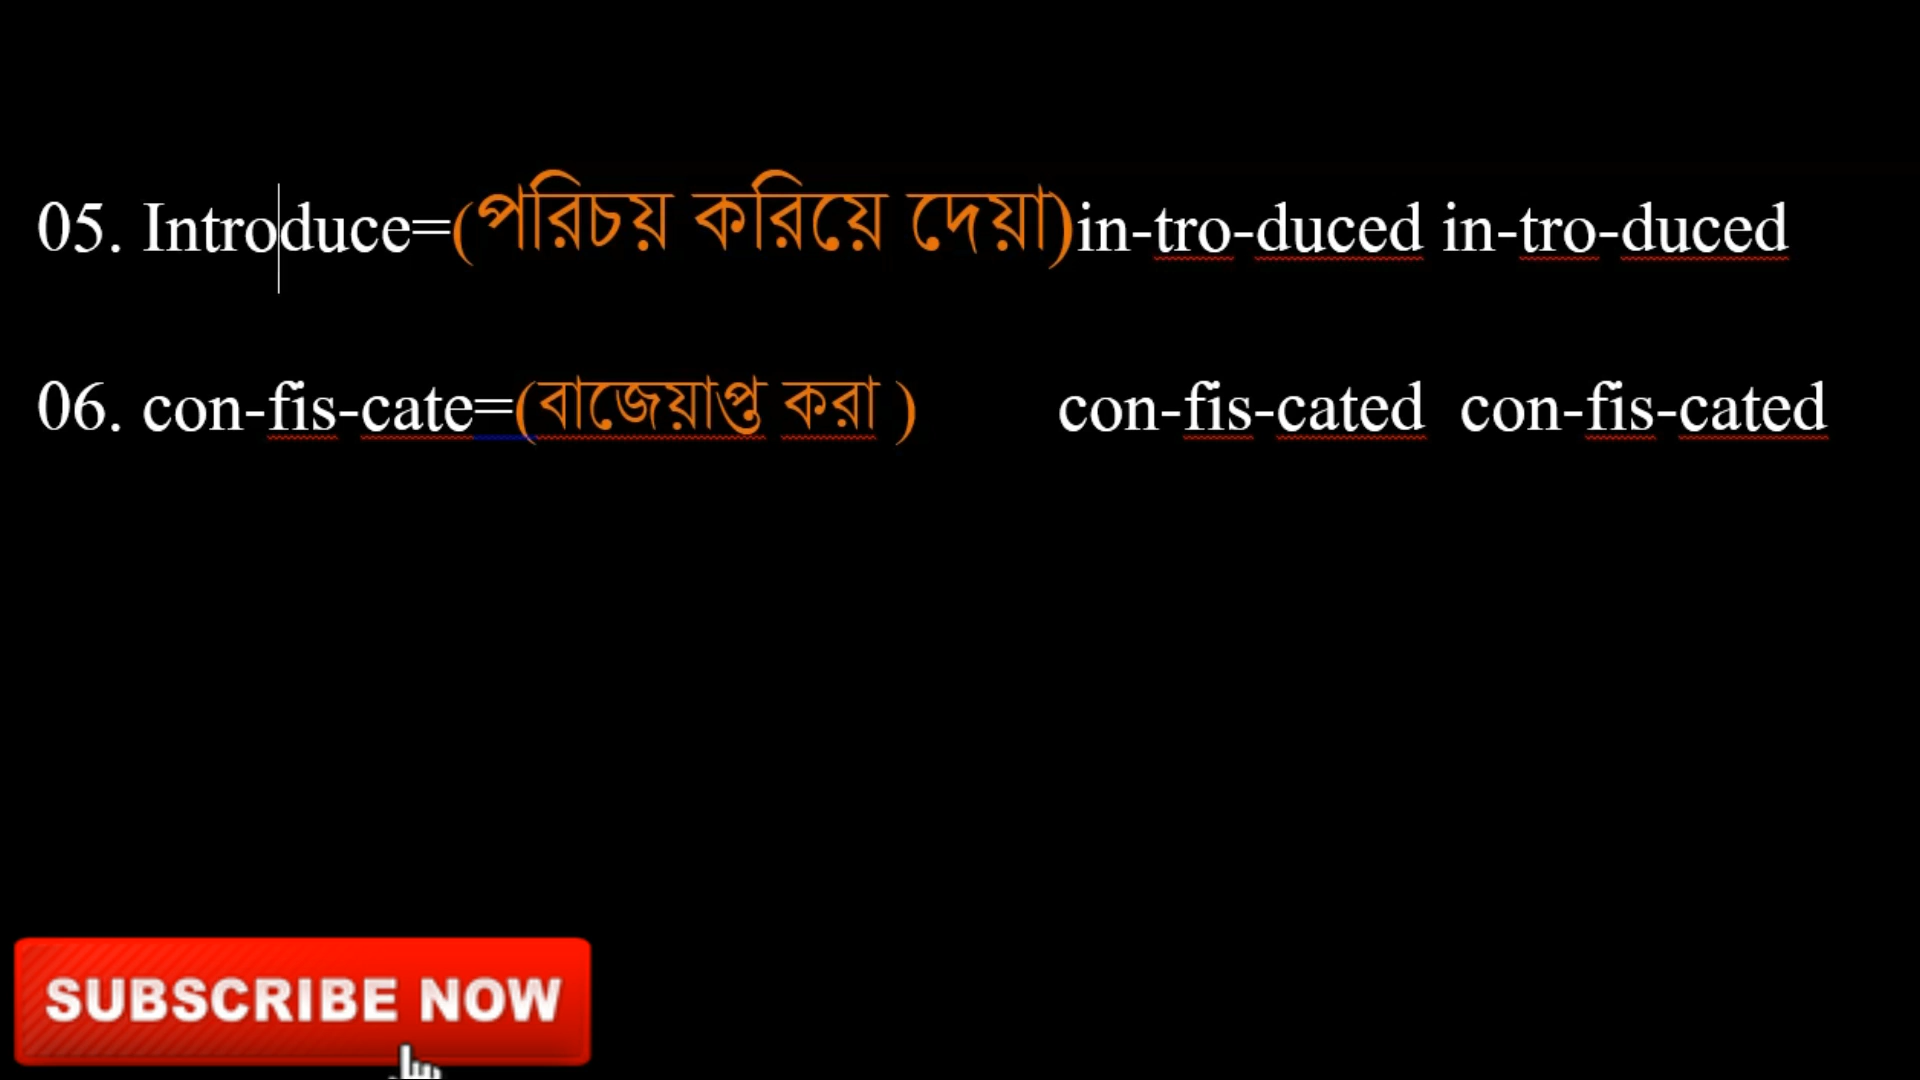 05. Introduce=(পরিচয় করিয়ে দেয়া)in-tro-duced in-tro-duced
06. con-fis-cate=(বাজেয়াপ্ত করা ) con-fis-cated con-fis-cated
SUBSCRIBE NOW